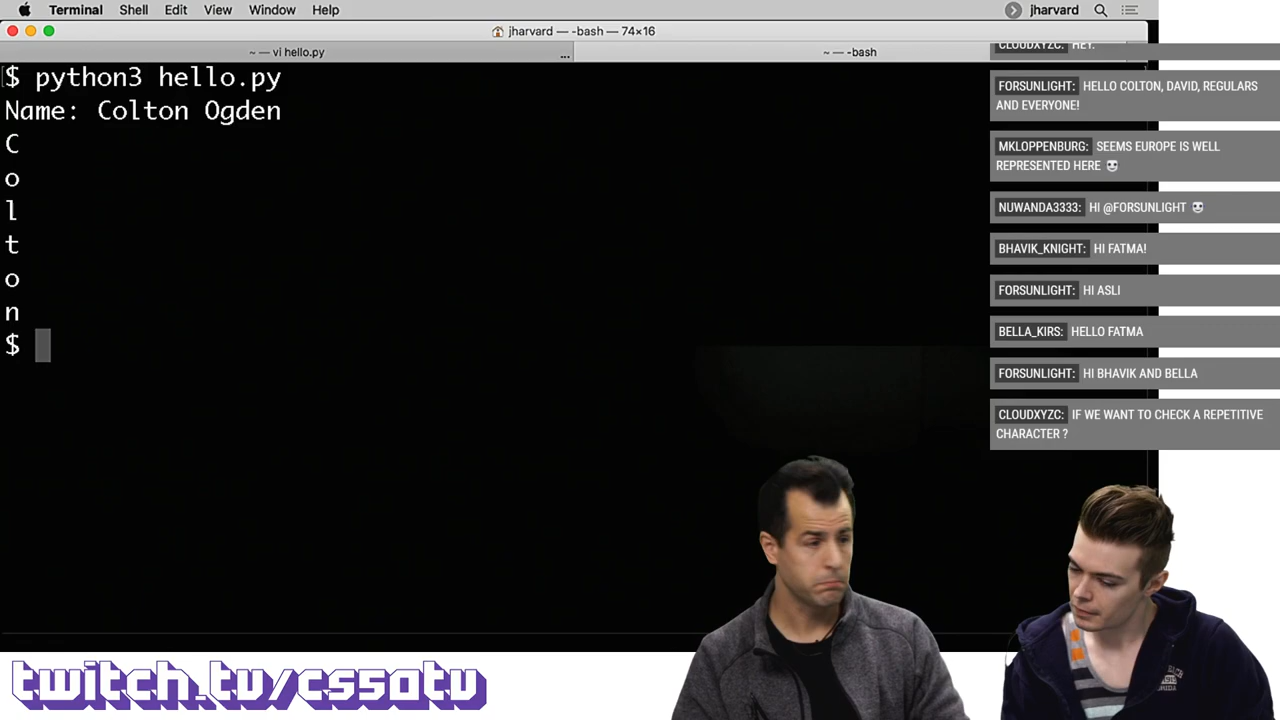 Terminal Shell Edit View Window Help jharvard
jharvard — -bash — 74×16
~ — vi hello.py ... ~ — -bash
$ python3 hello.py
Name: Colton Ogden
C
o
l
t
o
n
$
CLOUDXYZC: HEY.
FORSUNLIGHT: HELLO COLTON, DAVID, REGULARS
AND EVERYONE!
MKLOPPENBURG: SEEMS EUROPE IS WELL
REPRESENTED HERE
NUWANDA3333: HI @FORSUNLIGHT
BHAVIK_KNIGHT: HI FATMA!
FORSUNLIGHT: HI ASLI
BELLA_KIRS: HELLO FATMA
FORSUNLIGHT: HI BHAVIK AND BELLA
CLOUDXYZC: IF WE WANT TO CHECK A REPETITIVE
CHARACTER ?
twitch.tv/cs50tv